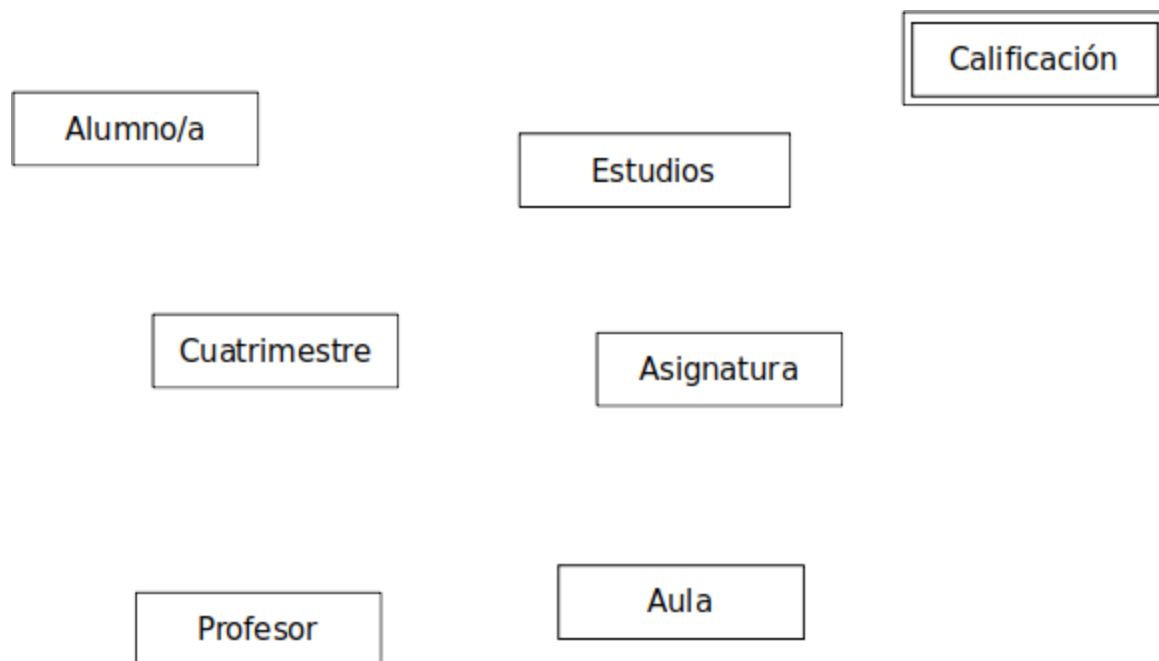 Calificación
Alumno/a
Estudios
Cuatrimestre
Asignatura
Aula
Profesor